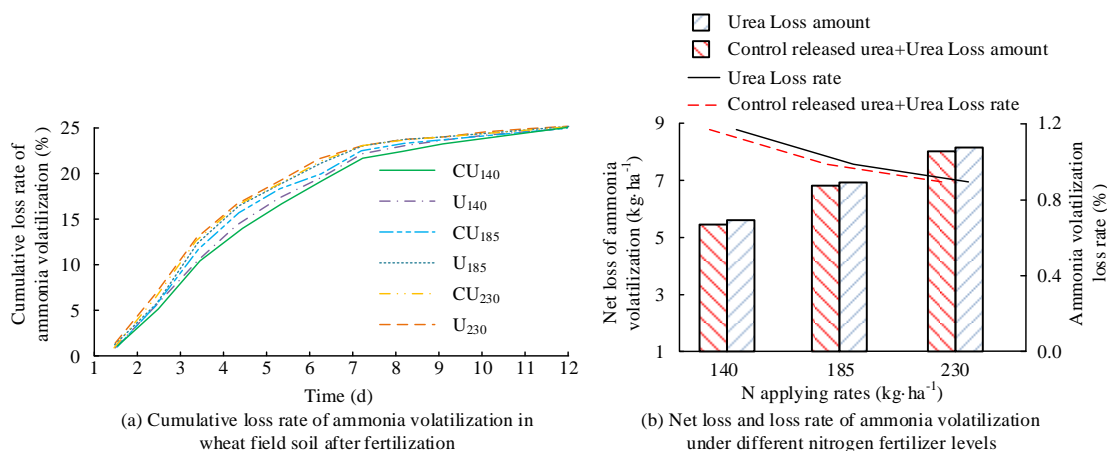 Urea Loss amount
Control released urea+Urea Loss amount
Urea Loss rate
Control released urea+Urea Loss rate
Cumulative loss rate of
ammonia volatilization (%)
25
20
15
10
5
0
CU₁₄₀
U₁₄₀
CU₁₈₅
U₁₈₅
CU₂₃₀
U₂₃₀
1 2 3 4 5 6 7 8 9 10 11 12
Time (d)
(a) Cumulative loss rate of ammonia volatilization in
wheat field soil after fertilization
Net loss of ammonia
volatilization (kg·ha⁻¹)
9
7
5
3
1
1.2
0.8
0.4
0.0
Ammonia volatilization
loss rate (%)
140 185 230
N applying rates (kg·ha⁻¹)
(b) Net loss and loss rate of ammonia volatilization
under different nitrogen fertilizer levels